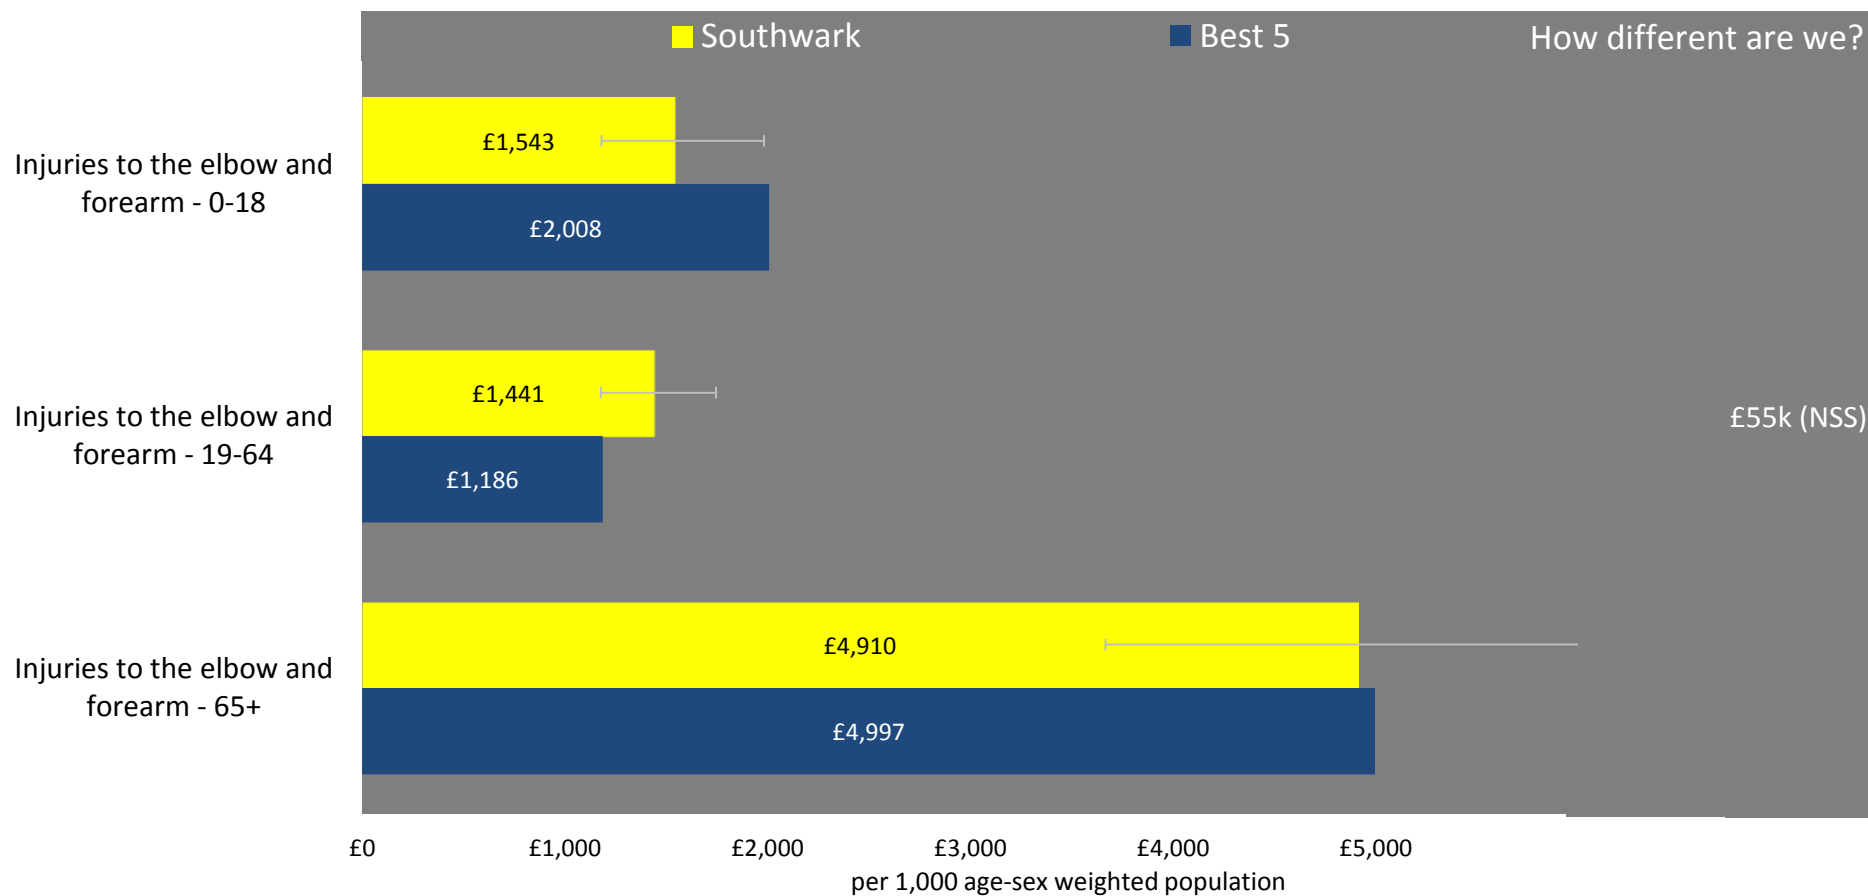 Southwark
Best 5
How different are we?
Injuries to the elbow and
forearm - 0-18
£1,543
£2,008
Injuries to the elbow and
forearm - 19-64
£1,441
£1,186
£55k (NSS)
Injuries to the elbow and
forearm - 65+
£4,910
£4,997
£0
£1,000
£2,000
£3,000
£4,000
£5,000
per 1,000 age-sex weighted population